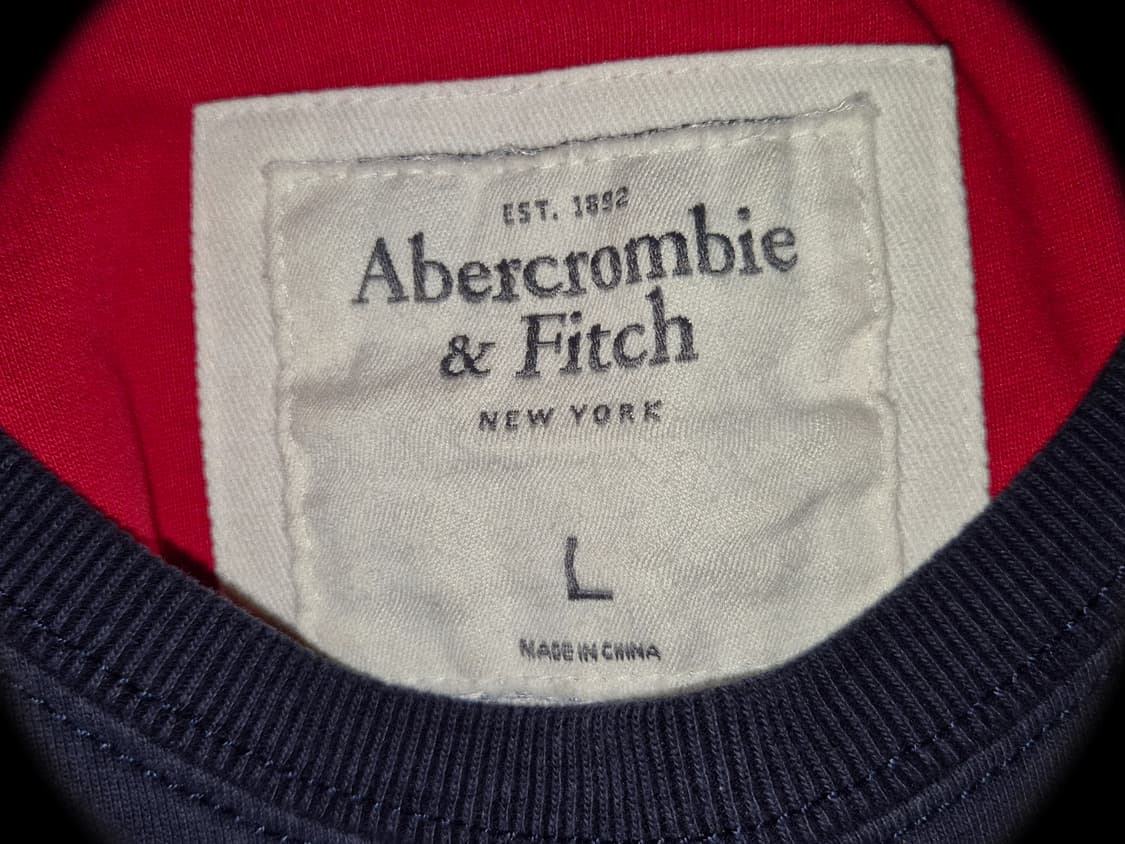 EST. 1892
Abercrombie
& Fitch
NEW YORK
L
MADE IN CHINA